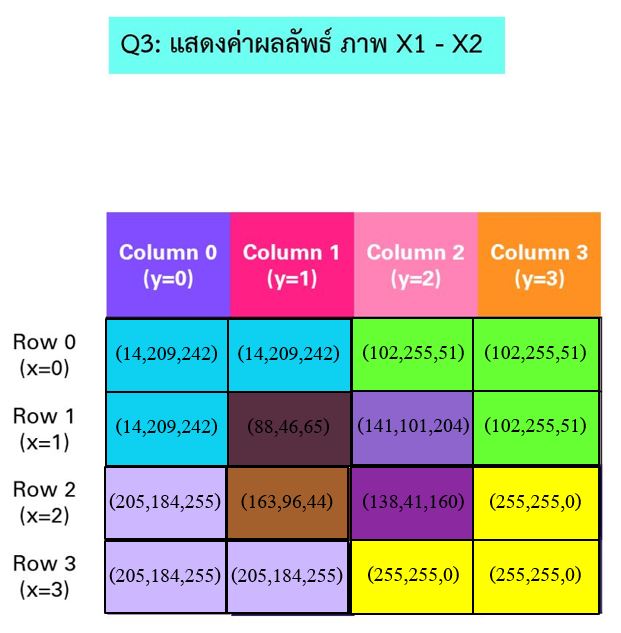 Q3: แสดงค่าผลลัพธ์ ภาพ X1 - X2
Column 0 Column 1 Column 2 Column 3
(y=0) (y=1) (y=2) (y=3)
Row 0 (14,209,242) (14,209,242) (102,255,51) (102,255,51)
(x=0)
Row 1 (14,209,242) (88,46,65) (141,101,204) (102,255,51)
(x=1)
Row 2 (205,184,255) (163,96,44) (138,41,160) (255,255,0)
(x=2)
Row 3 (205,184,255) (205,184,255) (255,255,0) (255,255,0)
(x=3)